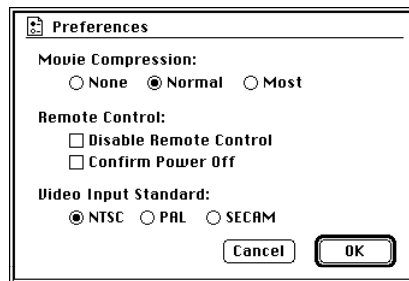 Preferences
Movie Compression:
None Normal Most
Remote Control:
Disable Remote Control
Confirm Power Off
Video Input Standard:
NTSC PAL SECAM
Cancel OK